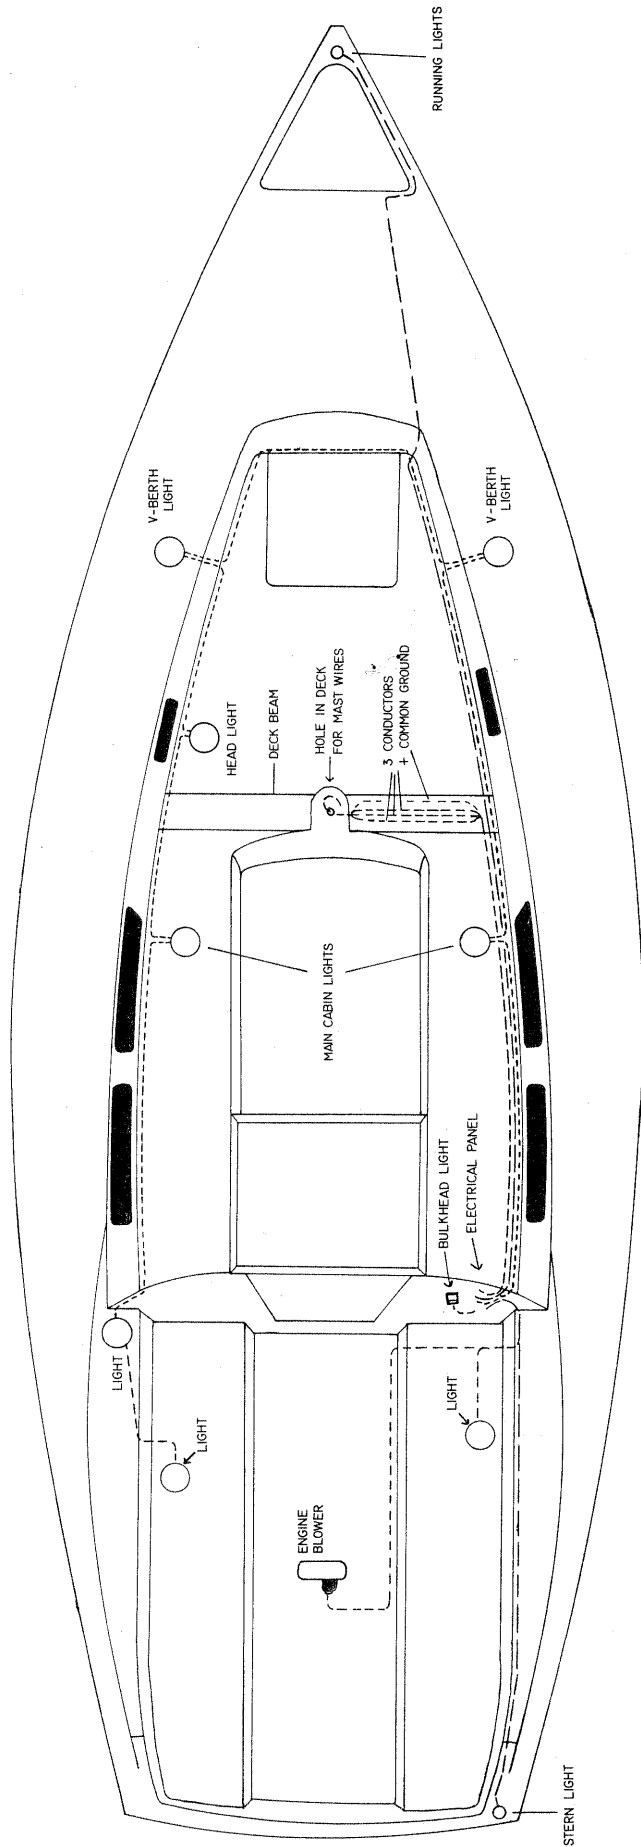 RUNNING LIGHTS
V-BERTH
LIGHT
V-BERTH
LIGHT
HEAD LIGHT
DECK BEAM
HOLE IN DECK
FOR MAST WIRES
3 CONDUCTORS
+ COMMON GROUND
MAIN CABIN LIGHTS
BULKHEAD LIGHT
ELECTRICAL PANEL
LIGHT
LIGHT
LIGHT
ENGINE
BLOWER
STERN LIGHT